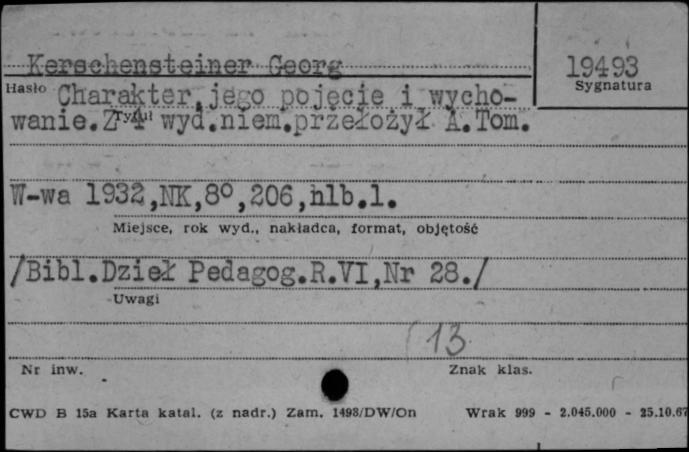 Kerschensteiner Georg
19493
Hasło
Sygnatura
Charakter, jego pojęcie i wycho-
wanie. Z 4 wyd.niem.przełożył A.Tom.
Tytuł
W-wa 1932,NK,8°,206,nlb.1.
Miejsce, rok wyd., nakładca, format, objętość
/Bibl.Dzieł Pedagog.R.VI,Nr 28./
Uwagi
(13
Nr inw.
Znak klas.
CWD B 15a Karta katal. (z nadr.) Zam. 1498/DW/On
Wrak 999 - 2.045.000 - 25.10.67